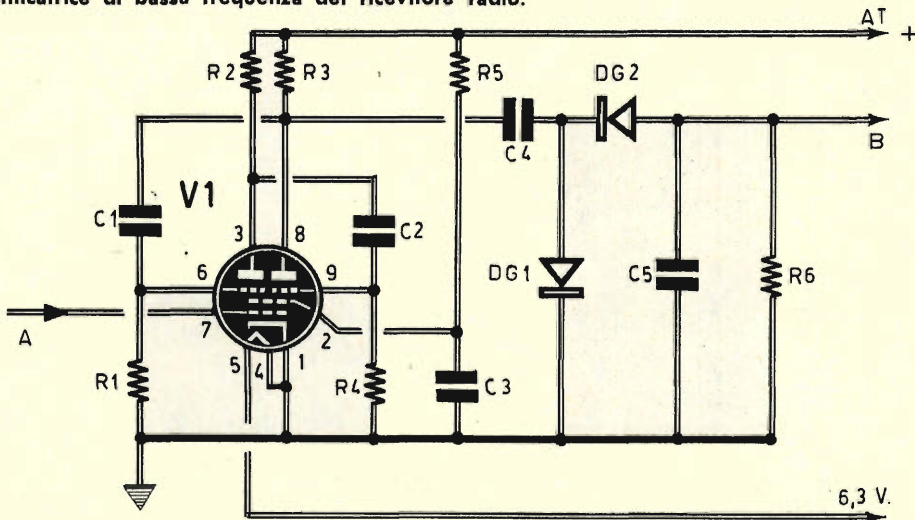 plificatrice di bassa frequenza del ricevitore radio.
AT +
R2 R3 R5 DG2
C4 B
C1 V1 C2
3 8
6 9
DG1 C5 R6
7 2
A
5 4 1
R1 R4 C3
6,3 V.